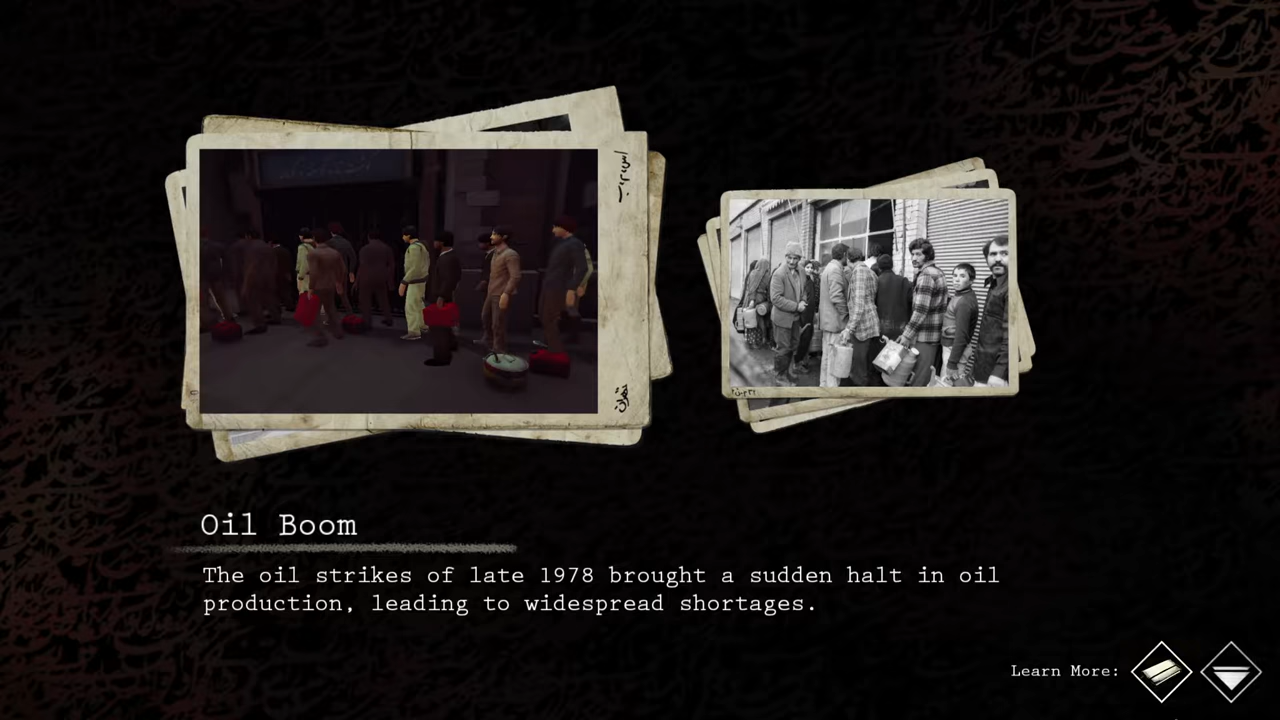 تهران
Oil Boom
The oil strikes of late 1978 brought a sudden halt in oil
production, leading to widespread shortages.
Learn More: